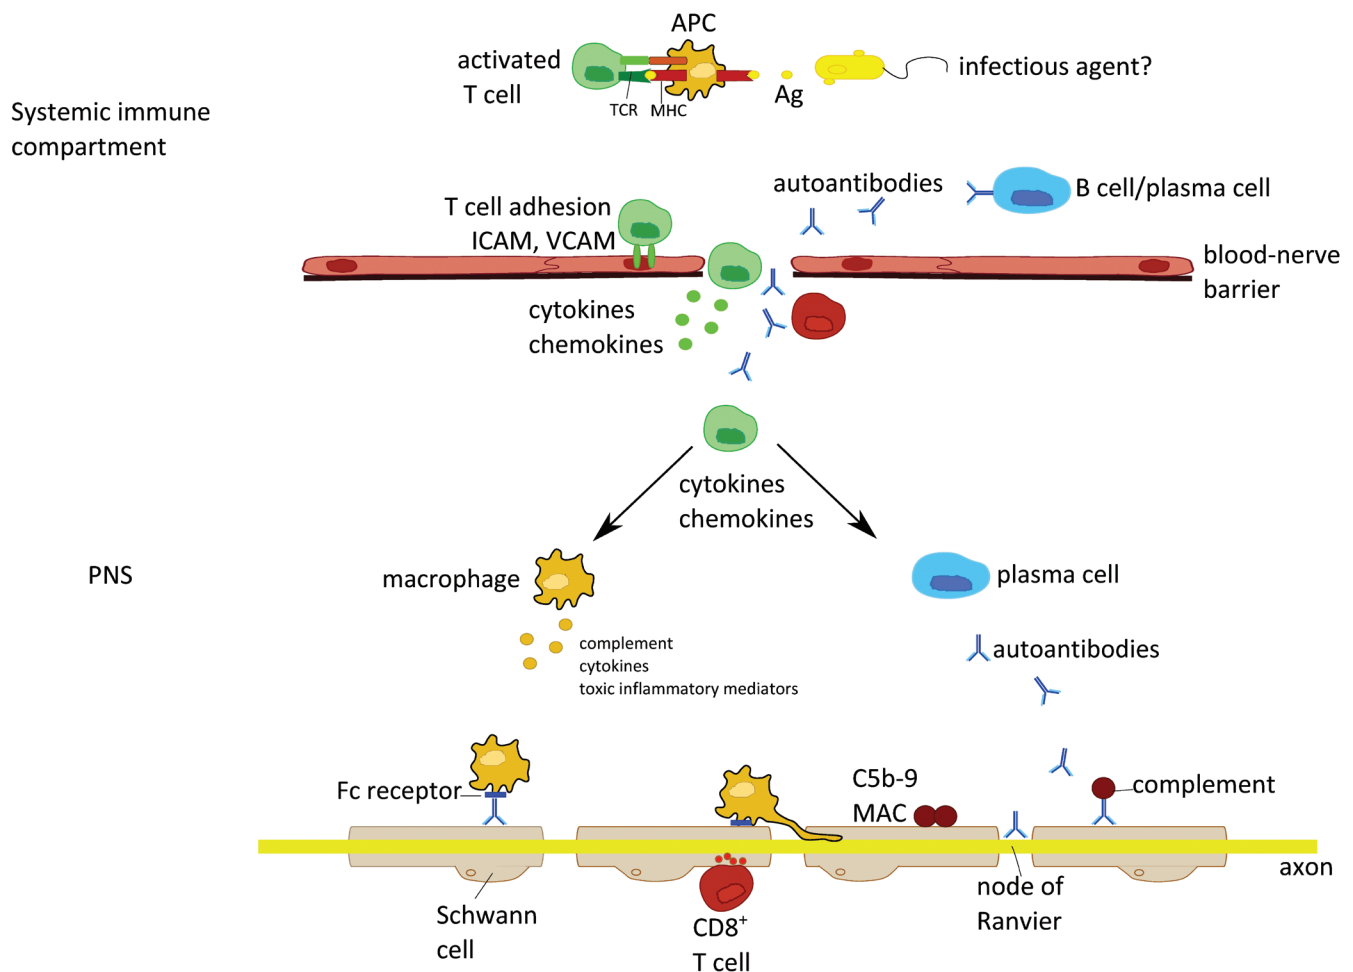 APC
activated
T cell
TCR
MHC
Ag
infectious agent?
Systemic immune
compartment
autoantibodies
B cell/plasma cell
T cell adhesion
ICAM, VCAM
blood-nerve
barrier
cytokines
chemokines
cytokines
chemokines
PNS
macrophage
plasma cell
complement
cytokines
toxic inflammatory mediators
autoantibodies
Fc receptor
C5b-9
MAC
complement
axon
Schwann
cell
CD8⁺
T cell
node of
Ranvier